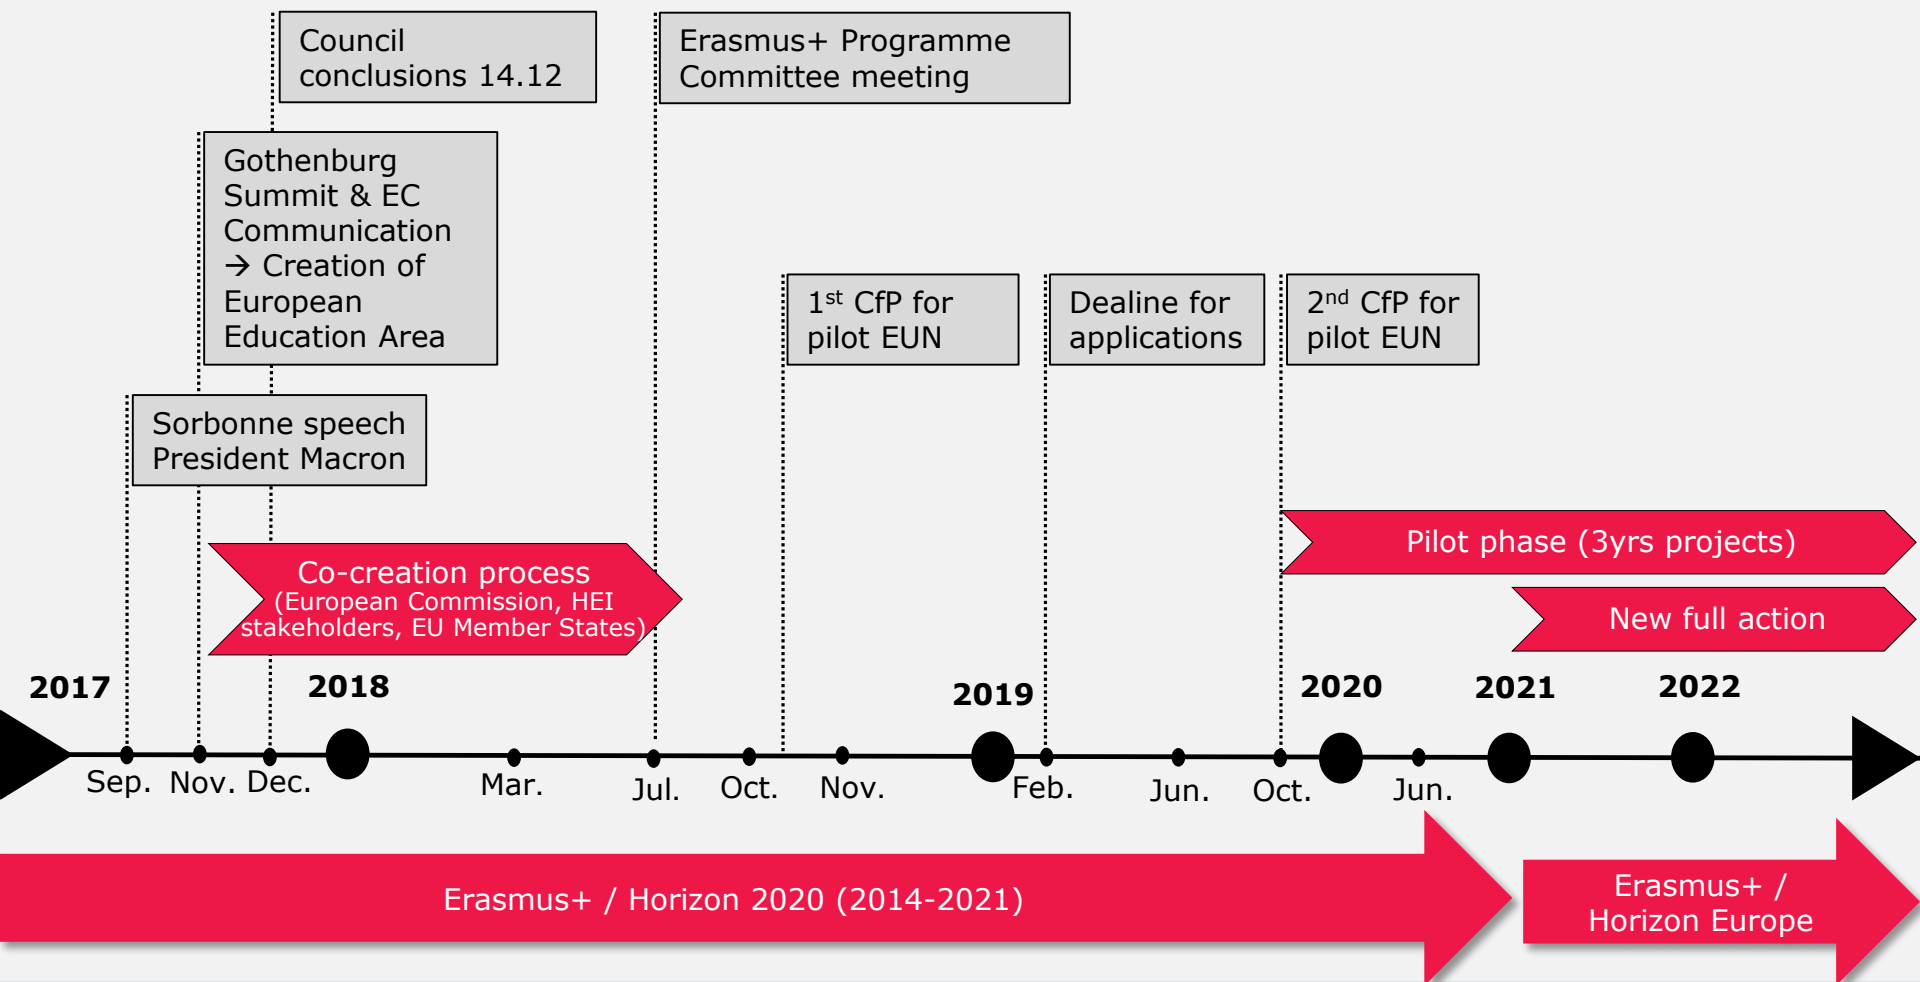 Council
conclusions 14.12
Erasmus+ Programme
Committee meeting
Gothenburg
Summit & EC
Communication
→ Creation of
European
Education Area
1st CfP for
pilot EUN
Dealine for
applications
2nd CfP for
pilot EUN
Sorbonne speech
President Macron
Pilot phase (3yrs projects)
Co-creation process
(European Commission, HEI
stakeholders, EU Member States)
New full action
2017
2018
2019
2020
2021
2022
Sep.
Nov.
Dec.
Mar.
Jul.
Oct.
Nov.
Feb.
Jun.
Oct.
Jun.
Erasmus+ / Horizon 2020 (2014-2021)
Erasmus+ /
Horizon Europe